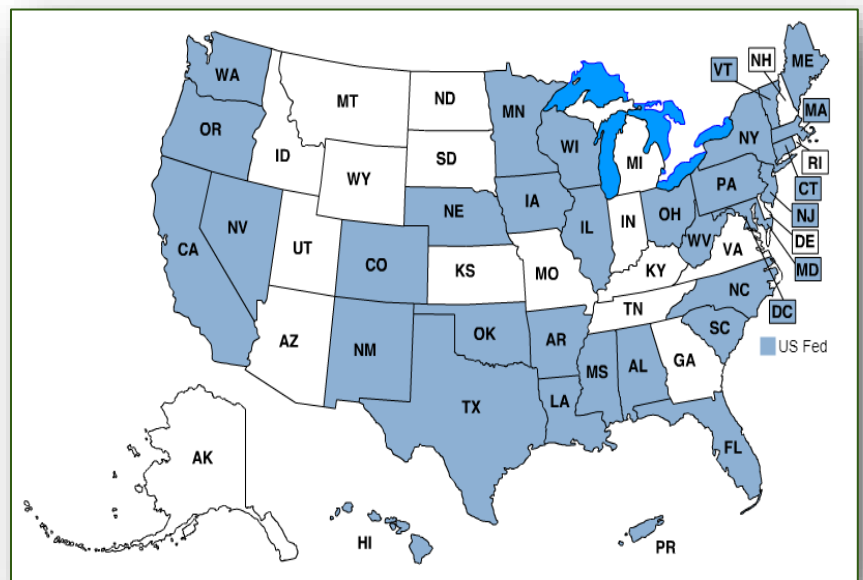 WA
MT
ND
MN
VT
NH
ME
OR
ID
SD
WI
MI
NY
MA
RI
WY
NE
IA
PA
CT
NJ
CA
NV
UT
CO
IL
IN
OH
WV
VA
DE
MD
KS
MO
KY
NC
DC
AZ
NM
OK
AR
TN
SC
US Fed
MS
AL
GA
TX
LA
FL
AK
HI
PR